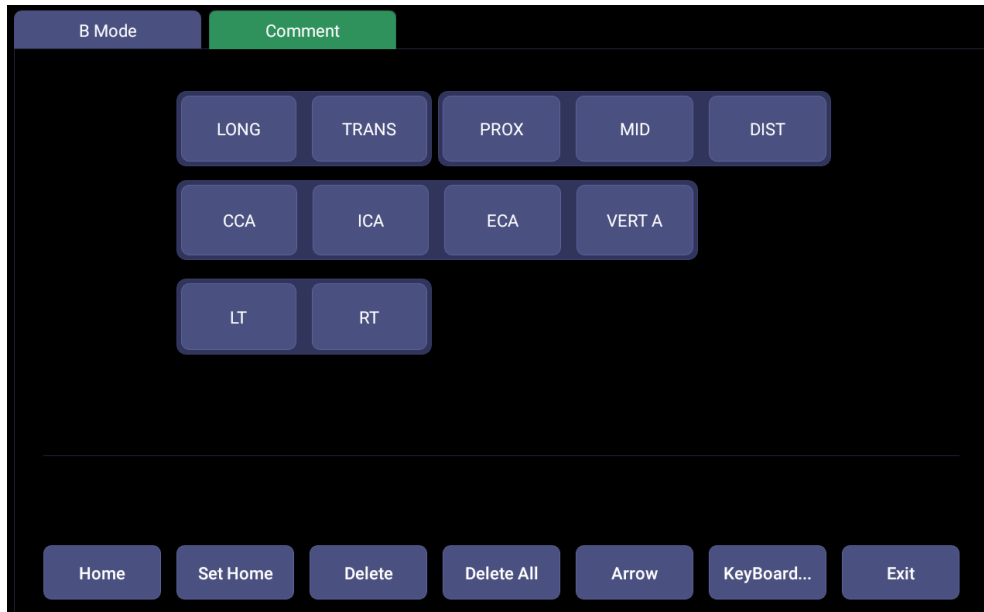 B Mode Comment
LONG TRANS PROX MID DIST
CCA ICA ECA VERT A
LT RT
Home Set Home Delete Delete All Arrow KeyBoard... Exit